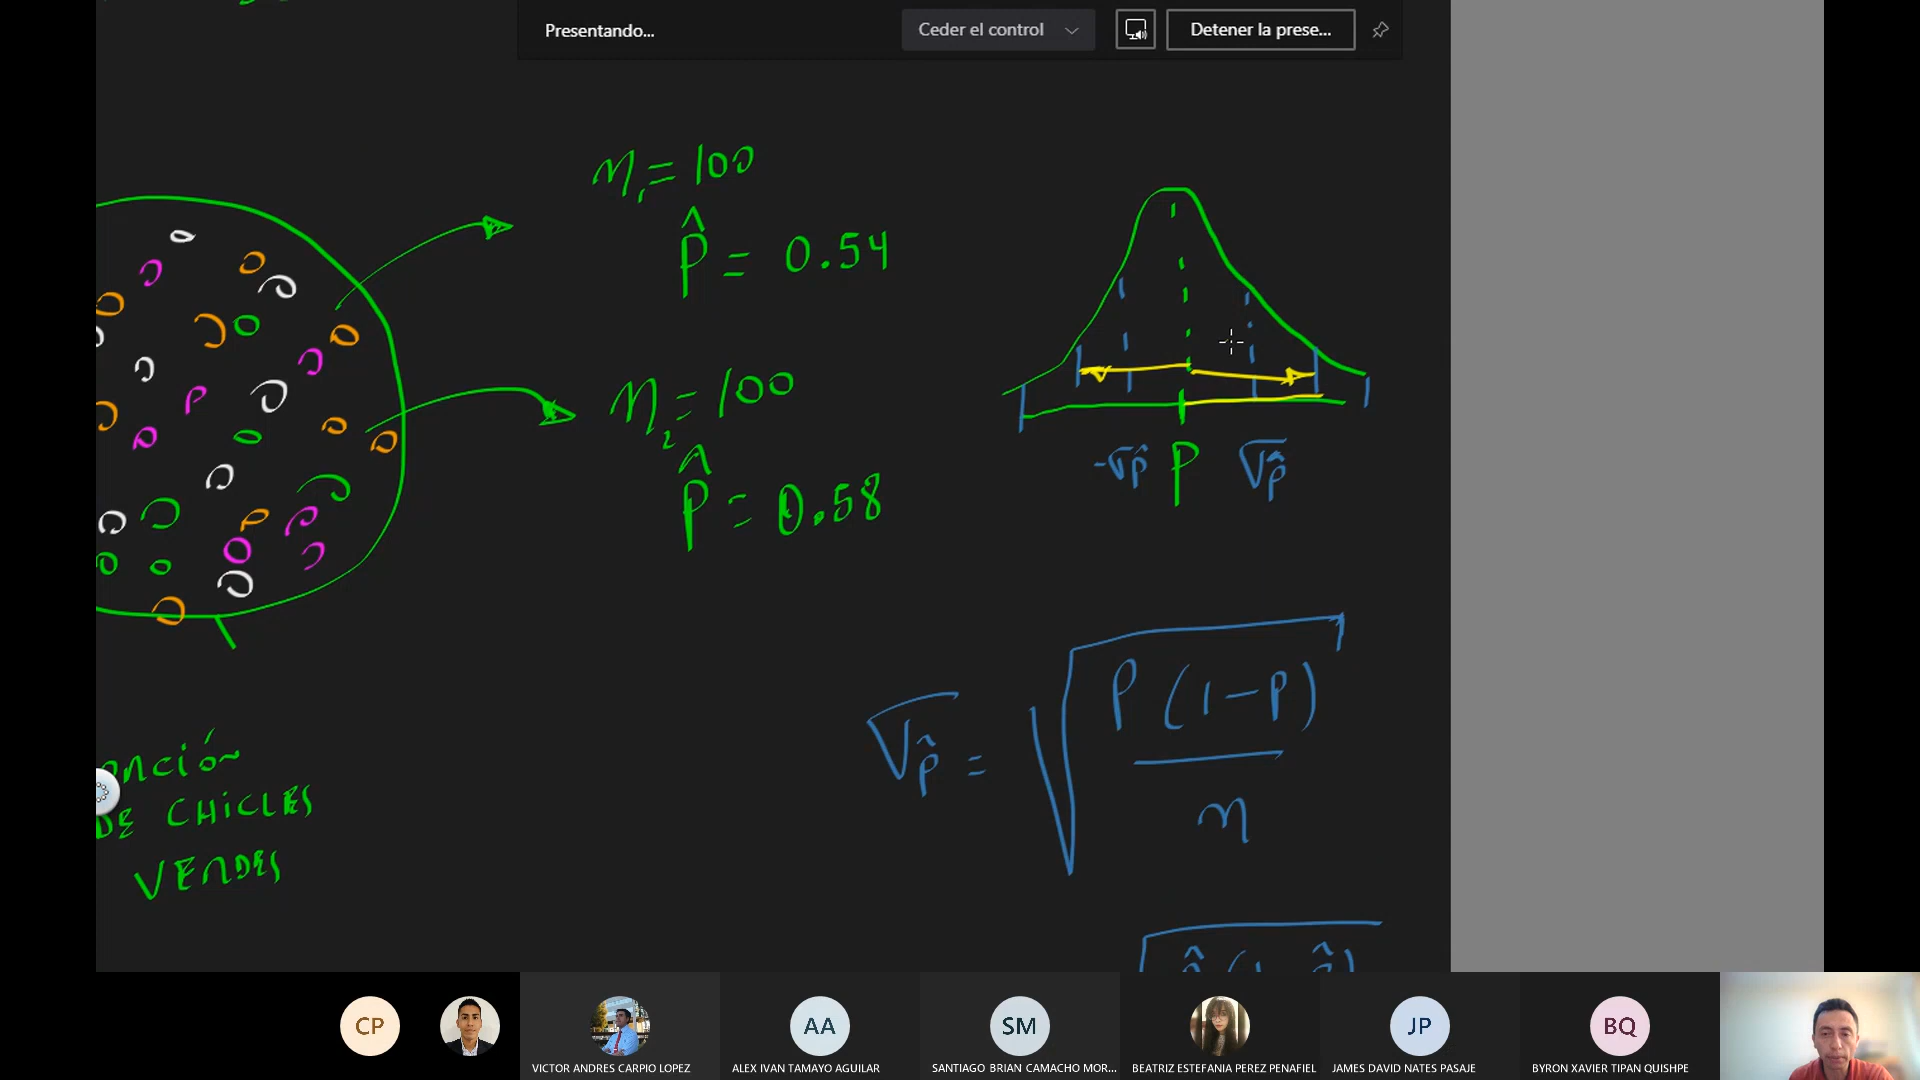 Presentando...
Ceder el control
Detener la prese...
n₁ = 100
p̂ = 0.54
n₂ = 100
p̂ = 0.58
-σp̂ P σp̂
σp̂ = √ P (1-P)
n
DE CHICLES
VERDES
CP
AA
SM
JP
BQ
VICTOR ANDRES CARPIO LOPEZ
ALEX IVAN TAMAYO AGUILAR
SANTIAGO BRIAN CAMACHO MOR...
BEATRIZ ESTEFANIA PEREZ PENAFIEL
JAMES DAVID NATES PASAJE
BYRON XAVIER TIPAN QUISHPE